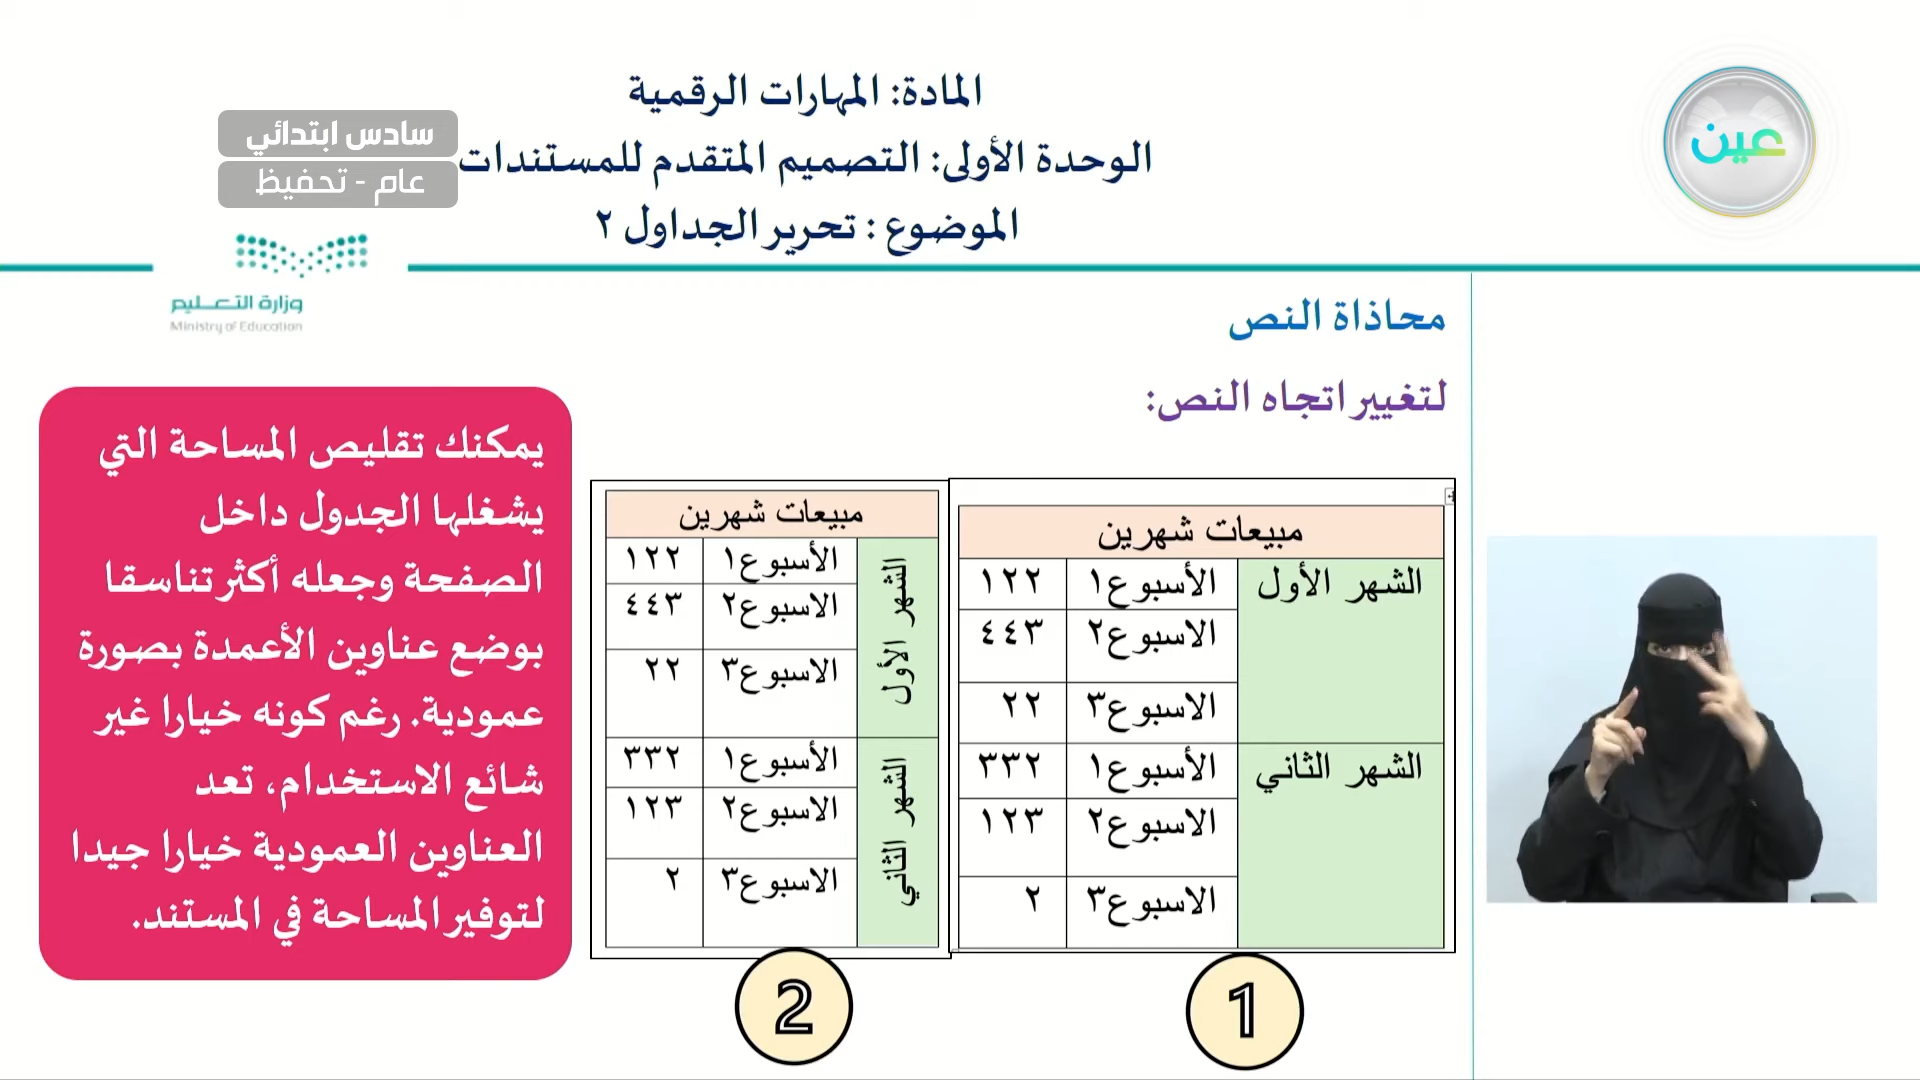 المادة: المهارات الرقمية
الوحدة الأولى: التصميم المتقدم للمستندات
الموضوع : تحرير الجداول ٢
عين
سادس ابتدائي
عام - تحفيظ
وزارة التعليم
Ministry of Education
محاذاة النص
لتغيير اتجاه النص:
مبيعات شهرين
الشهر الأول الأسبوع١ ١٢٢
الاسبوع٢ ٤٤٣
الاسبوع٣ ٢٢
الشهر الثاني الأسبوع١ ٣٣٢
الاسبوع٢ ١٢٣
الاسبوع٣ ٢
1
مبيعات شهرين
الشهر الأول الأسبوع١ ١٢٢
الاسبوع٢ ٤٤٣
الاسبوع٣ ٢٢
الشهر الثاني الأسبوع١ ٣٣٢
الاسبوع٢ ١٢٣
الاسبوع٣ ٢
2
يمكنك تقليص المساحة التي
يشغلها الجدول داخل
الصفحة وجعله أكثر تناسقا
بوضع عناوين الأعمدة بصورة
عمودية. رغم كونه خيارا غير
شائع الاستخدام، تعد
العناوين العمودية خيارا جيدا
لتوفير المساحة في المستند.